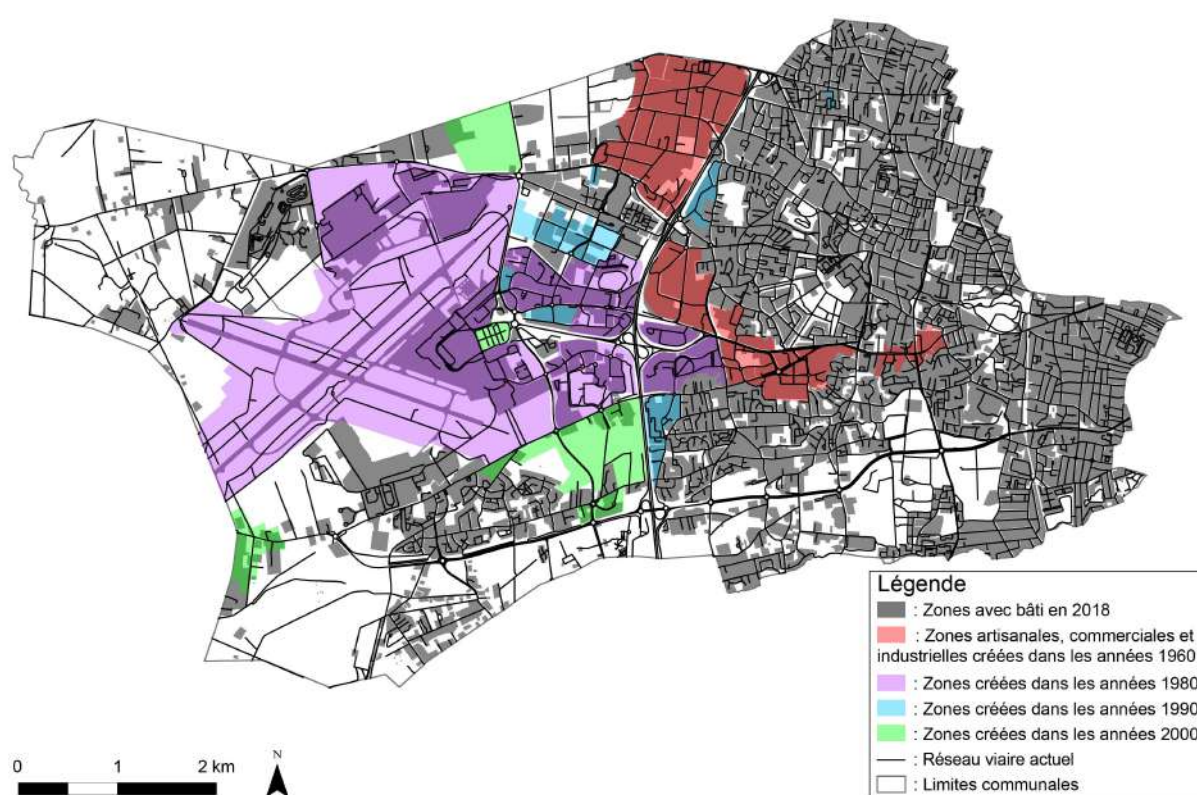 Légende
: Zones avec bâti en 2018
: Zones artisanales, commerciales et
industrielles créées dans les années 1960
: Zones créées dans les années 1980
: Zones créées dans les années 1990
: Zones créées dans les années 2000
: Réseau viaire actuel
: Limites communales
0 1 2 km
N